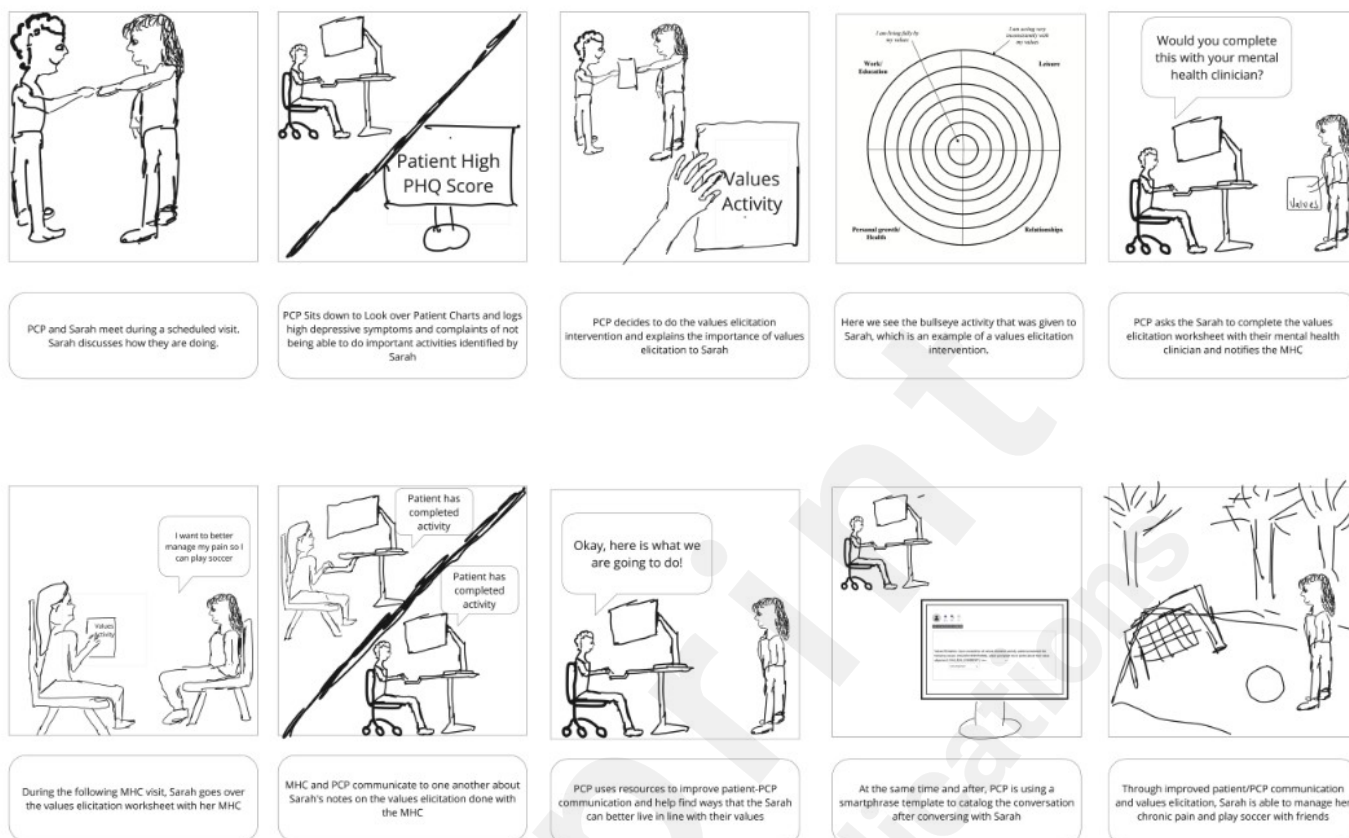 Patient High
PHQ Score
Values
Activity
I am living fully by
my values
I am acting very
inconsistently with
my values
Work/
Education
Leisure
Personal growth/
Health
Relationships
Would you complete
this with your mental
health clinician?
Values
PCP and Sarah meet during a scheduled visit.
Sarah discusses how they are doing.
PCP Sits down to Look over Patient Charts and logs
high depressive symptoms and complaints of not
being able to do important activities identified by
Sarah
PCP decides to do the values elicitation
intervention and explains the importance of values
elicitation to Sarah
Here we see the bullseye activity that was given to
Sarah, which is an example of a values elicitation
intervention.
PCP asks the Sarah to complete the values
elicitation worksheet with their mental health
clinician and notifies the MHC
Values
Activity
I want to better
manage my pain so I
can play soccer
Patient has
completed
activity
Patient has
completed
activity
Okay, here is what we
are going to do!
During the following MHC visit, Sarah goes over
the values elicitation worksheet with her MHC
MHC and PCP communicate to one another about
Sarah's notes on the values elicitation done with
the MHC
PCP uses resources to improve patient-PCP
communication and help find ways that the Sarah
can better live in line with their values
At the same time and after, PCP is using a
smartphrase template to catalog the conversation
after conversing with Sarah
Through improved patient/PCP communication
and values elicitation, Sarah is able to manage her
chronic pain and play soccer with friends
print
ications